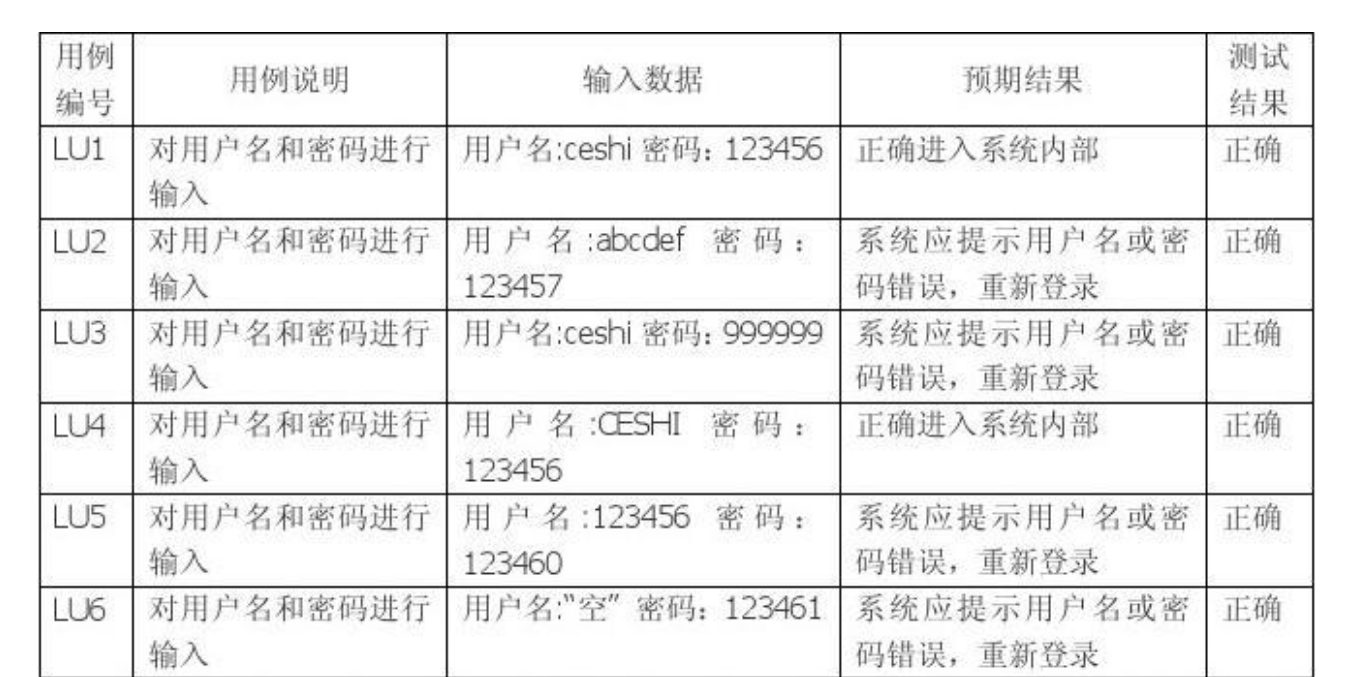 用例编号 用例说明 输入数据 预期结果 测试结果
LU1 对用户名和密码进行输入 用户名:ceshi 密码：123456 正确进入系统内部 正确
LU2 对用户名和密码进行输入 用户名:abcdef 密码：123457 系统应提示用户名或密码错误，重新登录 正确
LU3 对用户名和密码进行输入 用户名:ceshi 密码：999999 系统应提示用户名或密码错误，重新登录 正确
LU4 对用户名和密码进行输入 用户名:CESHI 密码：123456 正确进入系统内部 正确
LU5 对用户名和密码进行输入 用户名:123456 密码：123460 系统应提示用户名或密码错误，重新登录 正确
LU6 对用户名和密码进行输入 用户名:“空” 密码：123461 系统应提示用户名或密码错误，重新登录 正确